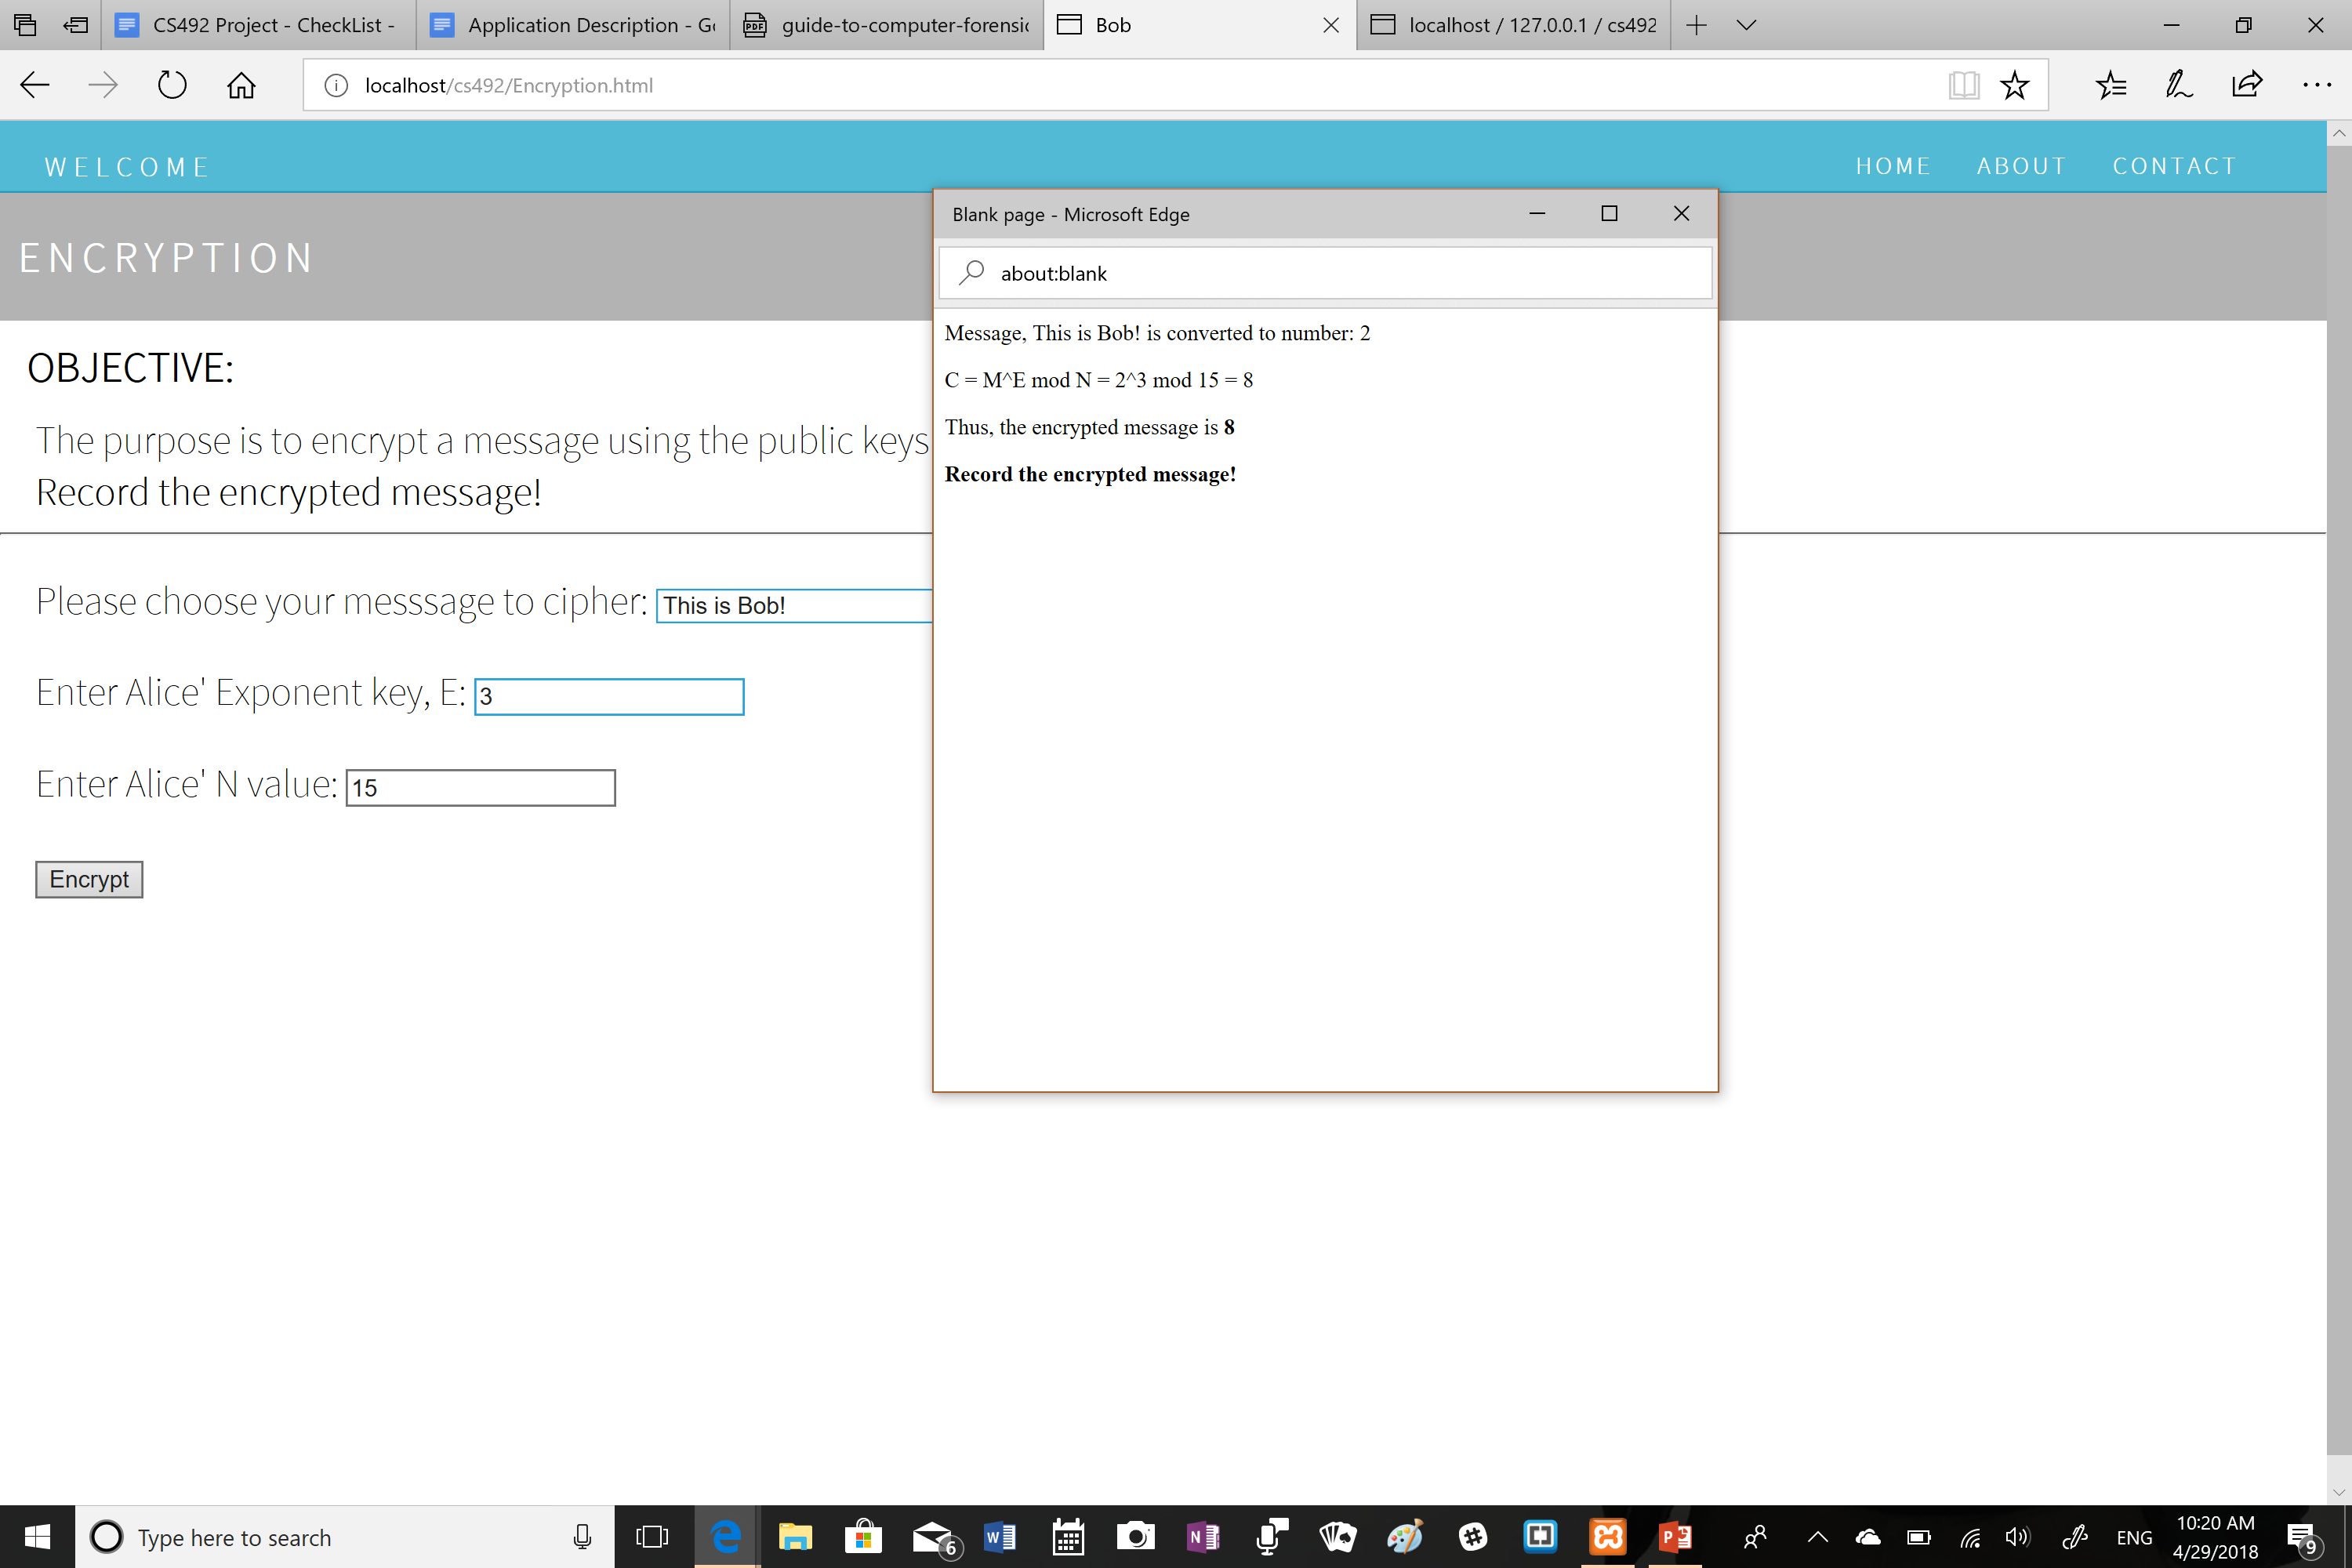 CS492 Project - CheckList -
Application Description - Go
guide-to-computer-forensic
Bob
localhost / 127.0.0.1 / cs492
localhost/cs492/Encryption.html
WELCOME
HOME ABOUT CONTACT
ENCRYPTION
OBJECTIVE:
The purpose is to encrypt a message using the public keys
Record the encrypted message!
Please choose your messsage to cipher: This is Bob!
Enter Alice' Exponent key, E: 3
Enter Alice' N value: 15
Encrypt
Blank page - Microsoft Edge
about:blank
Message, This is Bob! is converted to number: 2
C = M^E mod N = 2^3 mod 15 = 8
Thus, the encrypted message is 8
Record the encrypted message!
Type here to search
6
ENG
10:20 AM
4/29/2018
9